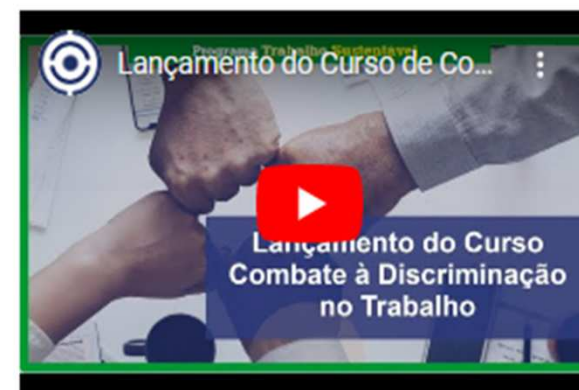 Programa Trabalho Sustentável
Lançamento do Curso de Co...
Lançamento do Curso
Combate à Discriminação
no Trabalho